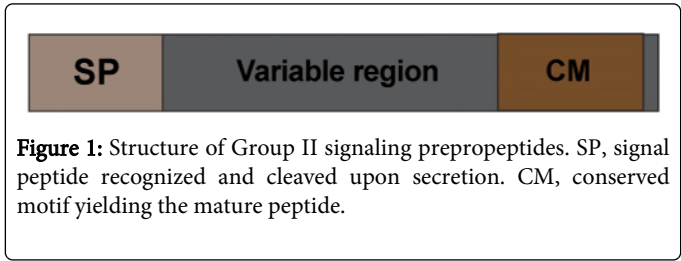 SP Variable region CM
Figure 1: Structure of Group II signaling prepropeptides. SP, signal
peptide recognized and cleaved upon secretion. CM, conserved
motif yielding the mature peptide.